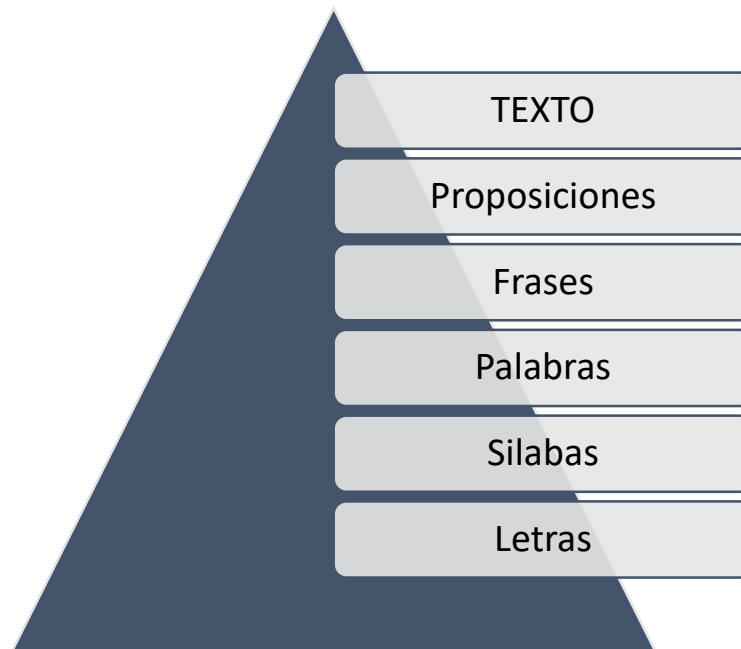 TEXTO
Proposiciones
Frases
Palabras
Silabas
Letras